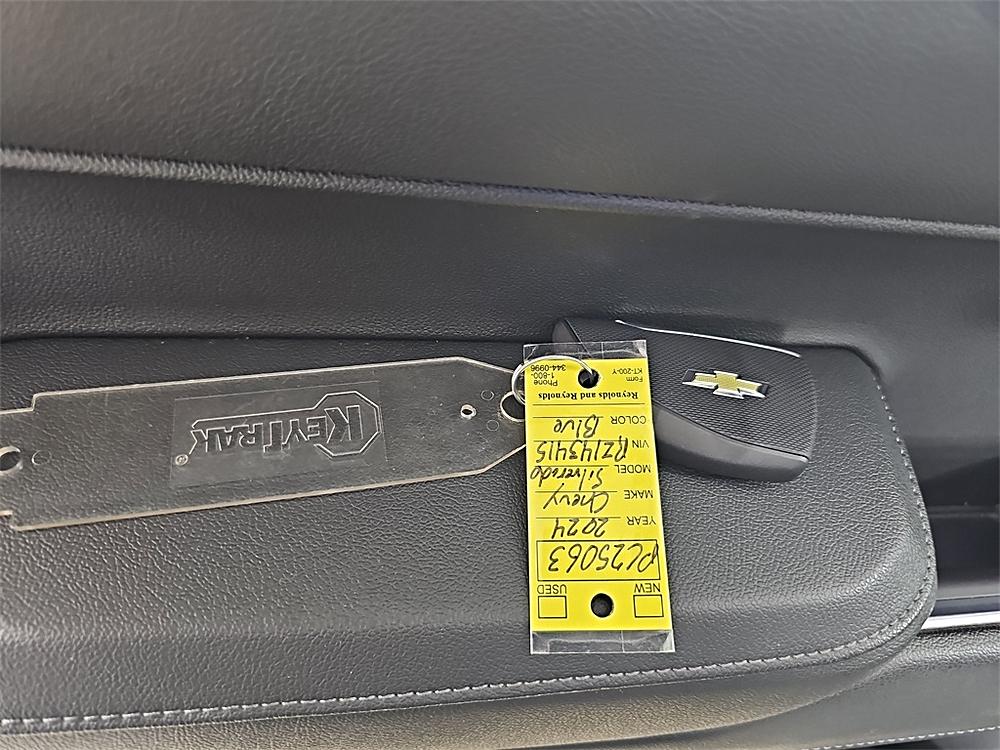 NEW USED
PC25063
YEAR 2024
MAKE Chevy
MODEL Silverado
VIN RZ143415
COLOR Blue
Reynolds and Reynolds
Form Phone
KT-200-Y 1-800-
344-0996
KEYTRAK®